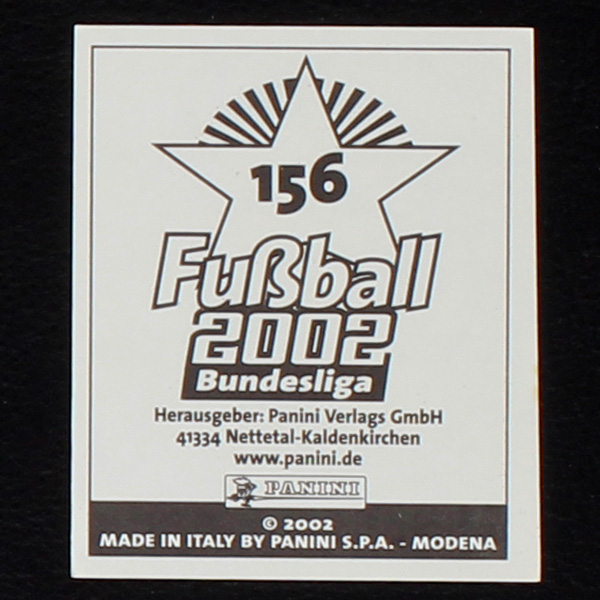 156
Fußball
2002
Bundesliga
Herausgeber: Panini Verlags GmbH
41334 Nettetal-Kaldenkirchen
www.panini.de
PANINI
© 2002
MADE IN ITALY BY PANINI S.P.A. - MODENA